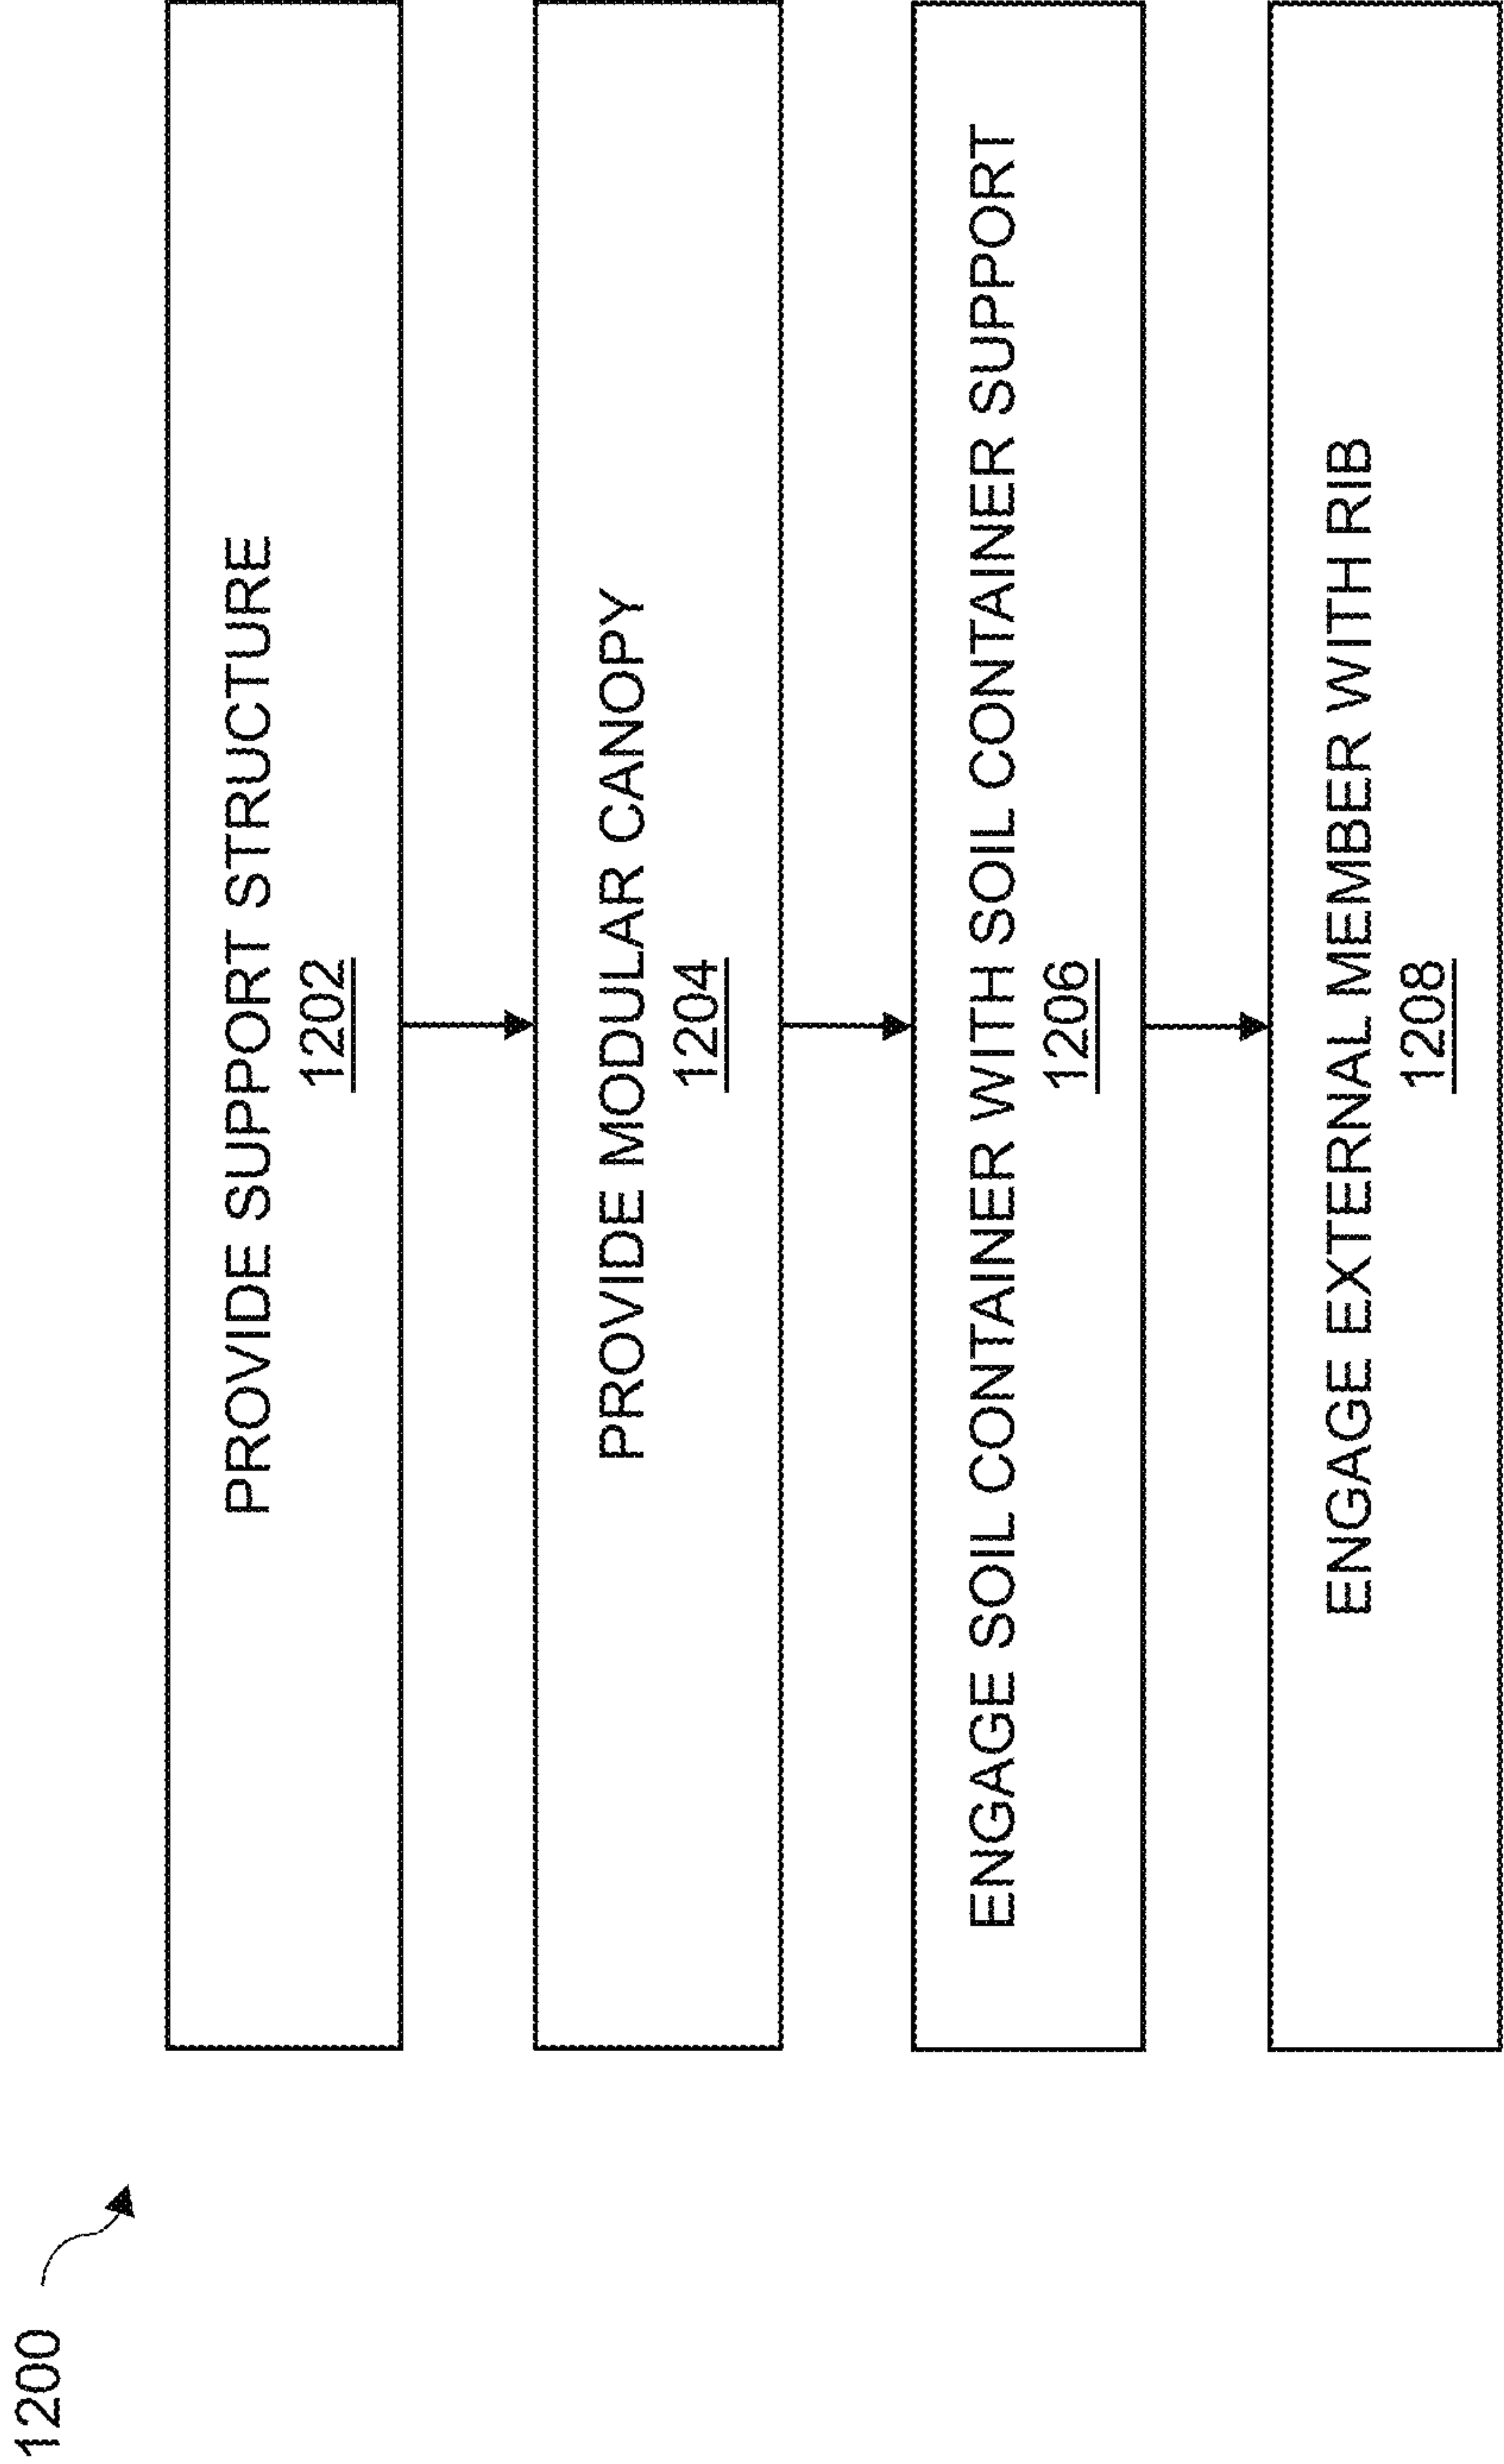 1200
PROVIDE SUPPORT STRUCTURE
1202
PROVIDE MODULAR CANOPY
1204
ENGAGE SOIL CONTAINER WITH SOIL CONTAINER SUPPORT
1206
ENGAGE EXTERNAL MEMBER WITH RIB
1208